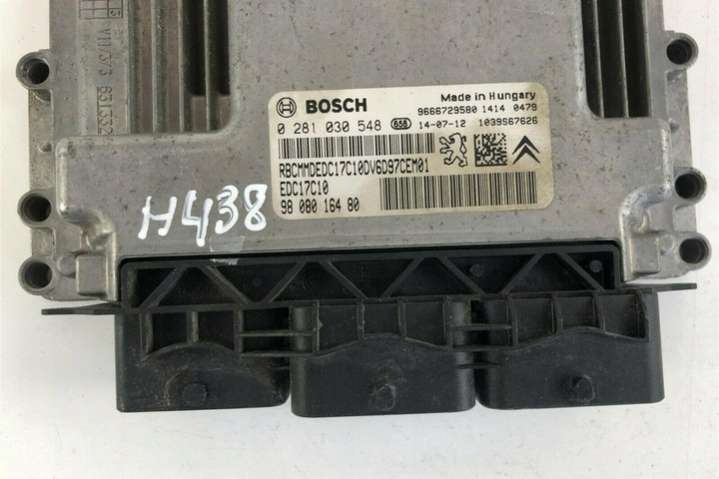 BOSCH
Made in Hungary
9666729580 1414 0479
0 281 030 548 656 14-07-12 1039S67626
RBCMMDEDC17C10DV6D97CEM01
EDC17C10
98 080 164 80
H438